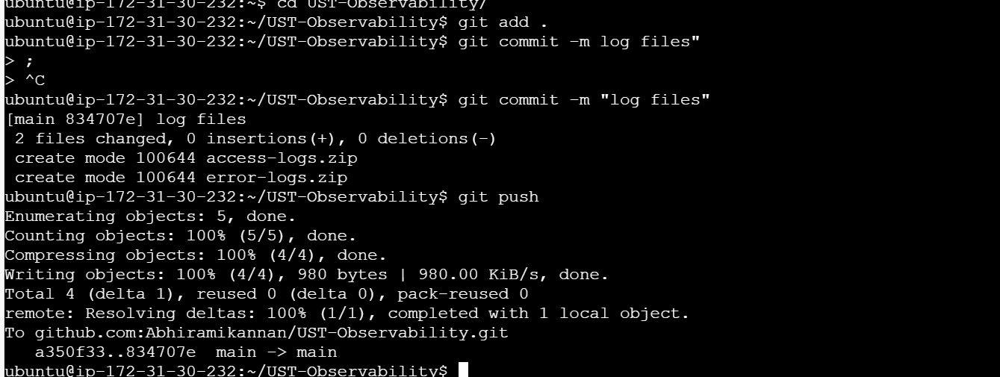 ubuntu@ip-172-31-30-232:~$ cd UST-Observability/
ubuntu@ip-172-31-30-232:~/UST-Observability$ git add .
ubuntu@ip-172-31-30-232:~/UST-Observability$ git commit -m log files"
> ;
> ^C
ubuntu@ip-172-31-30-232:~/UST-Observability$ git commit -m "log files"
[main 834707e] log files
 2 files changed, 0 insertions(+), 0 deletions(-)
 create mode 100644 access-logs.zip
 create mode 100644 error-logs.zip
ubuntu@ip-172-31-30-232:~/UST-Observability$ git push
Enumerating objects: 5, done.
Counting objects: 100% (5/5), done.
Compressing objects: 100% (4/4), done.
Writing objects: 100% (4/4), 980 bytes | 980.00 KiB/s, done.
Total 4 (delta 1), reused 0 (delta 0), pack-reused 0
remote: Resolving deltas: 100% (1/1), completed with 1 local object.
To github.com:Abhiramikannan/UST-Observability.git
   a350f33..834707e  main -> main
ubuntu@ip-172-31-30-232:~/UST-Observability$